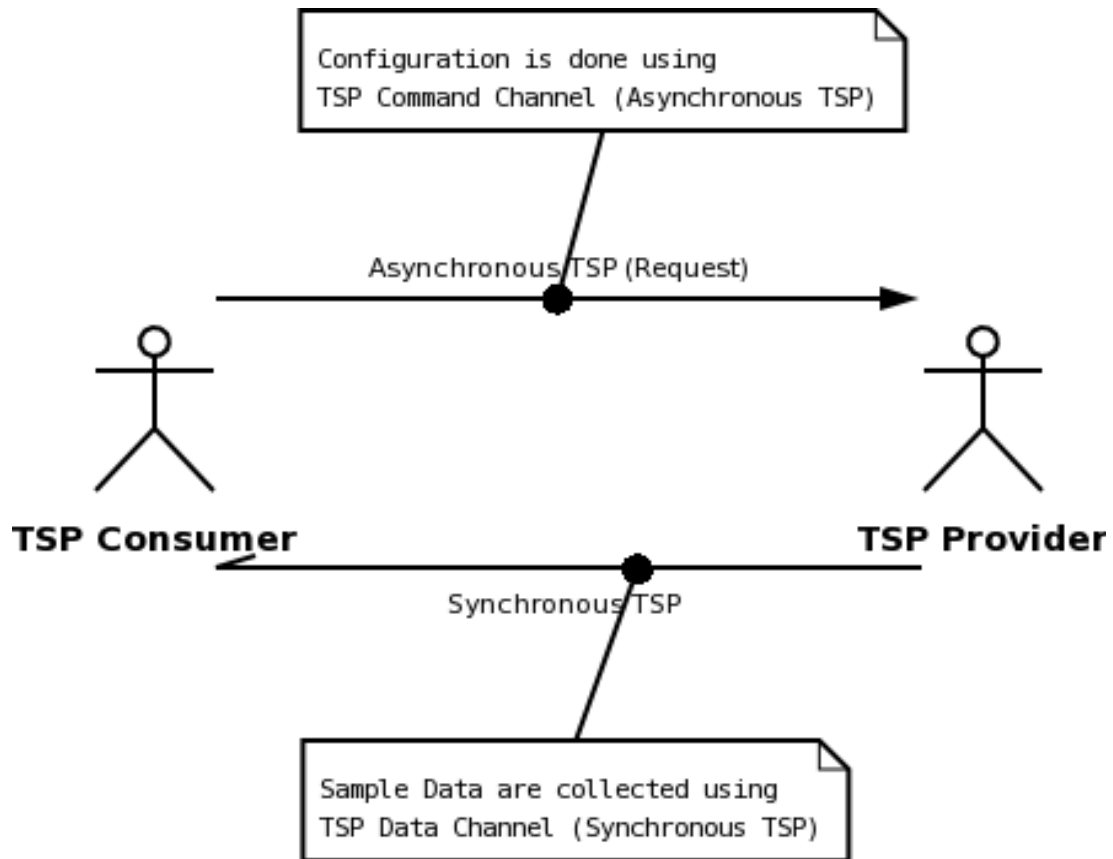 Configuration is done using
TSP Command Channel (Asynchronous TSP)
Asynchronous TSP (Request)
TSP Consumer
TSP Provider
Synchronous TSP
Sample Data are collected using
TSP Data Channel (Synchronous TSP)